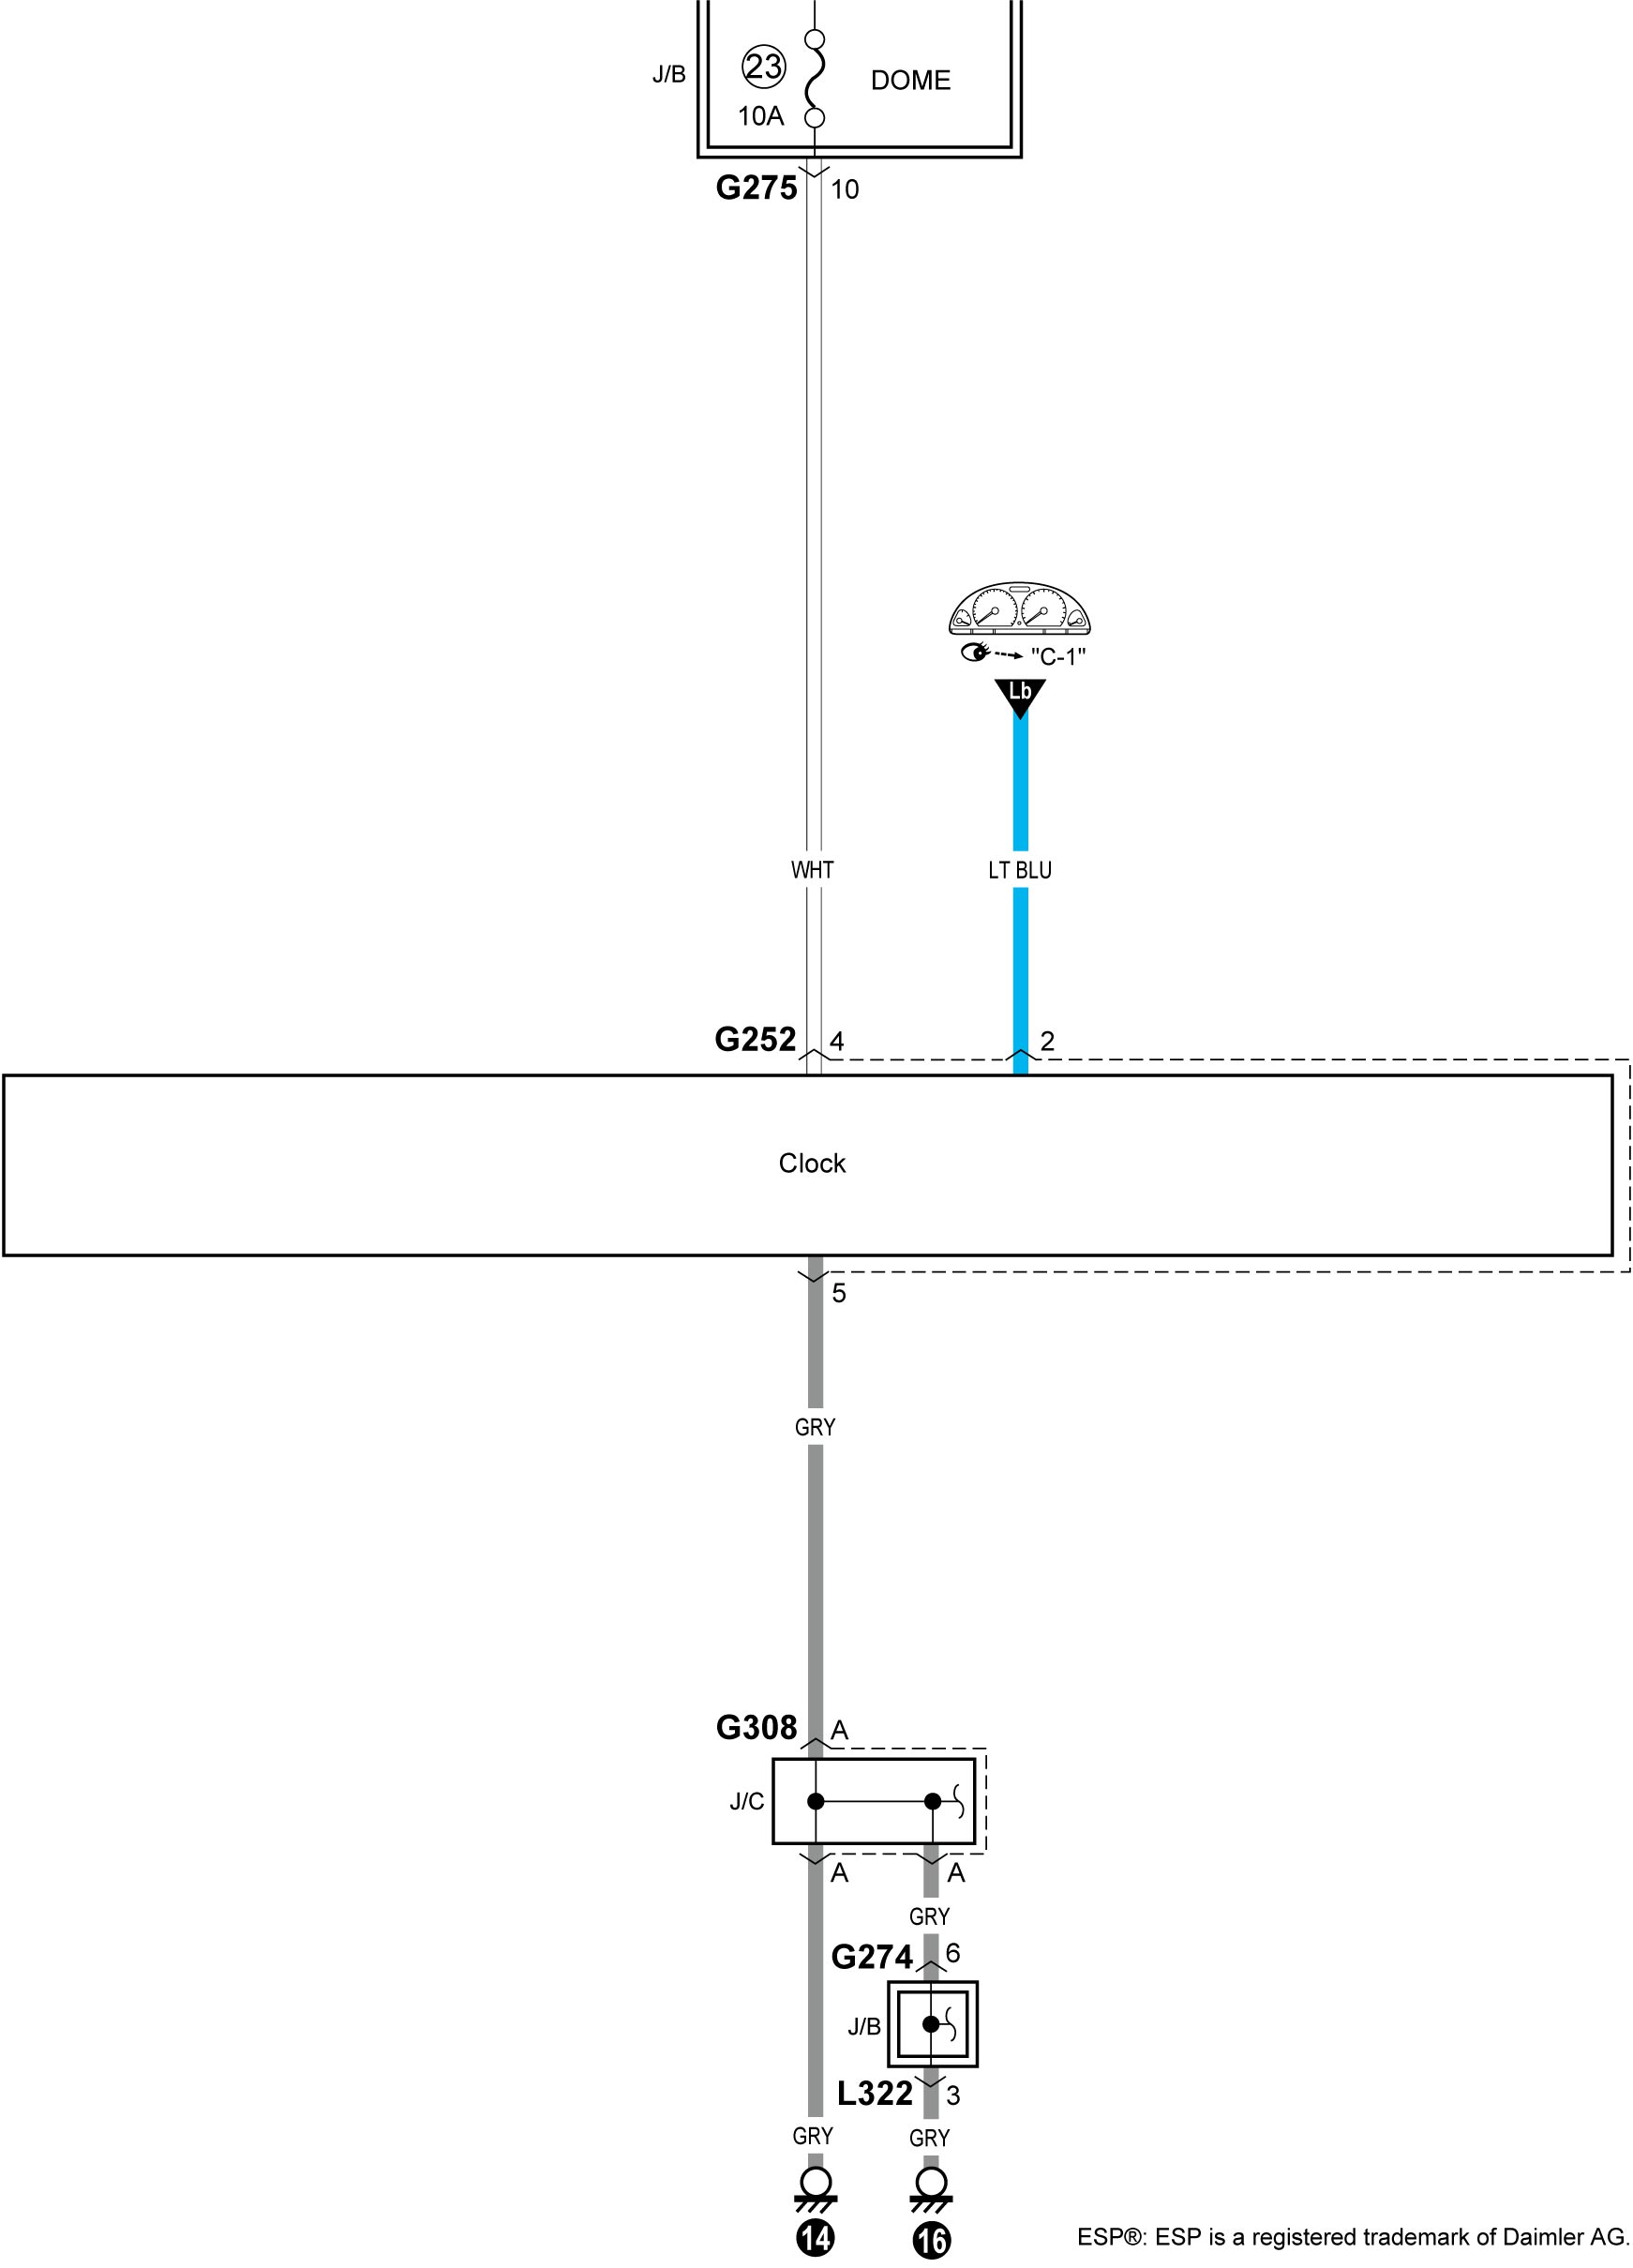 J/B
23
10A
DOME
G275
10
"C-1"
Lb
WHT
LT BLU
G252
4
2
Clock
5
GRY
G308
A
J/C
A
A
GRY
G274
6
J/B
L322
3
GRY
GRY
14
16
ESP®: ESP is a registered trademark of Daimler AG.